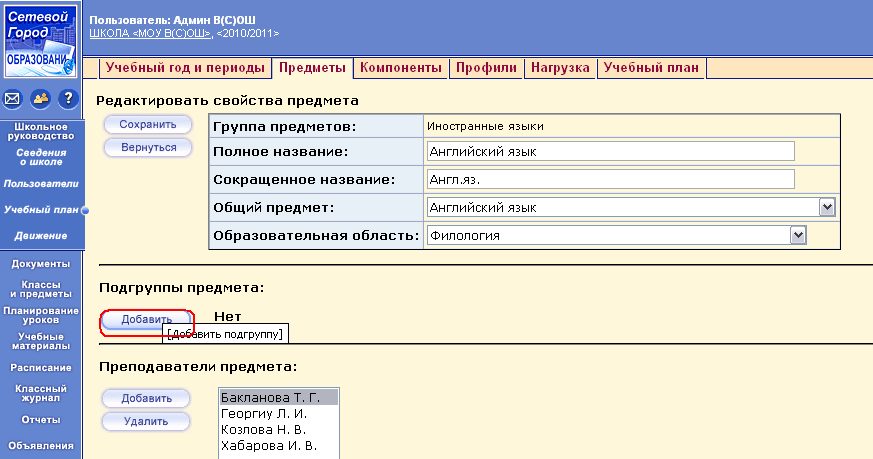 Сетевой
Город
ОБРАЗОВАНИ
Пользователь: Админ В(С)ОШ
ШКОЛА <МОУ В(С)ОШ>, <2010/2011>
Учебный год и периоды
Предметы
Компоненты
Профили
Нагрузка
Учебный план
?
Школьное
руководство
Сведения
о школе
Пользователи
Учебный план
Движение
Документы
Классы
и предметы
Планирование
уроков
Учебные
материалы
Расписание
Классный
журнал
Отчеты
Объявления
Редактировать свойства предмета
Сохранить
Вернуться
Группа предметов: Иностранные языки
Полное название: Английский язык
Сокращенное название: Англ.яз.
Общий предмет: Английский язык
Образовательная область: Филология
Подгруппы предмета:
Добавить
Нет
[Добавить подгруппу]
Преподаватели предмета:
Добавить
Удалить
Бакланова Т. Г.
Георгиу Л. И.
Козлова Н. В.
Хабарова И. В.